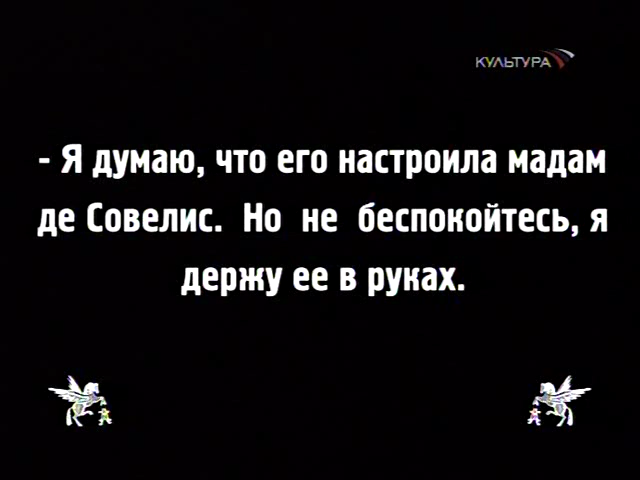 КУЛЬТУРА
- Я думаю, что его настроила мадам
де Совелис. Но не беспокойтесь, я
держу ее в руках.